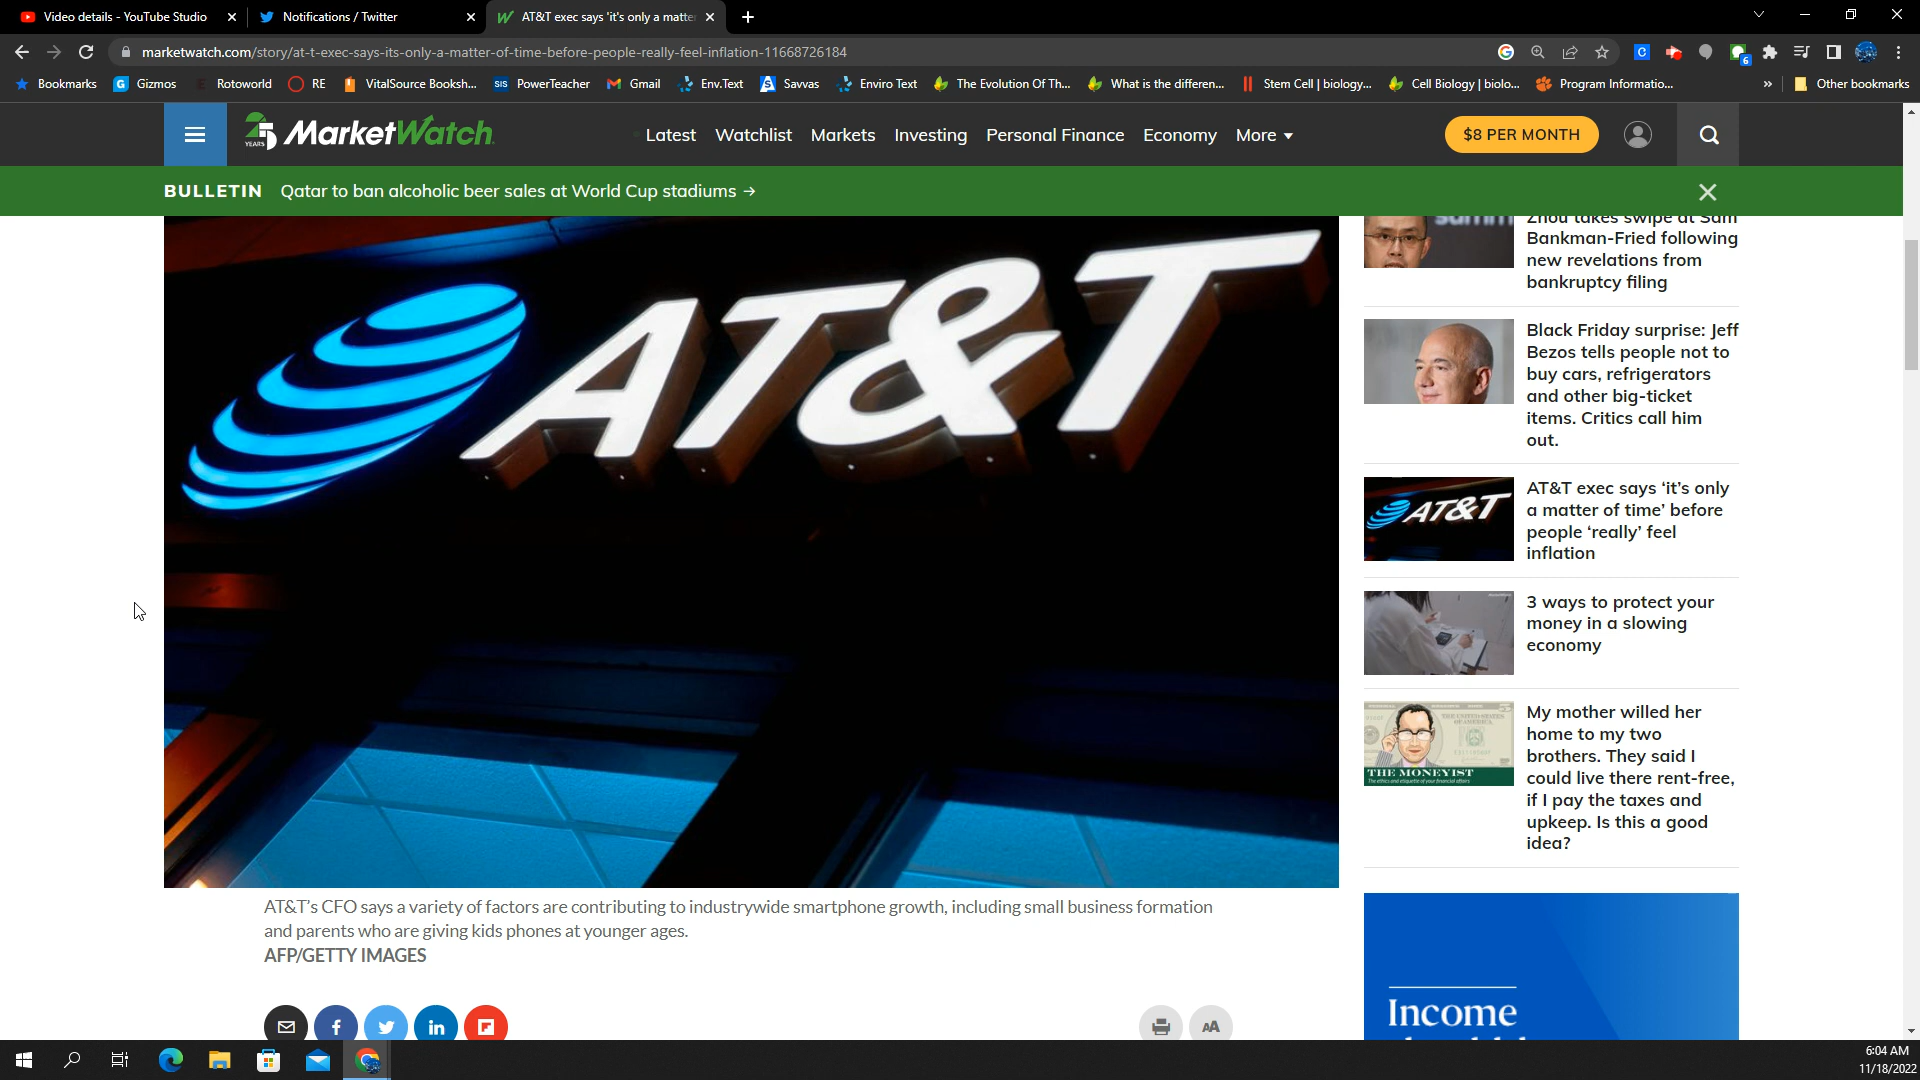 Video details - YouTube Studio
Notifications / Twitter
AT&T exec says 'it's only a matte
marketwatch.com/story/at-t-exec-says-its-only-a-matter-of-time-before-people-really-feel-inflation-11668726184
Bookmarks
Gizmos
Rotoworld
RE
VitalSource Booksh...
SIS PowerTeacher
Gmail
Env.Text
Savvas
Enviro Text
The Evolution Of Th...
What is the differen...
Stem Cell | biology...
Cell Biology | biolo...
Program Informatio...
»
Other bookmarks
25 YEARS MarketWatch
Latest
Watchlist
Markets
Investing
Personal Finance
Economy
More
$8 PER MONTH
BULLETIN Qatar to ban alcoholic beer sales at World Cup stadiums →
AT&T
AT&T's CFO says a variety of factors are contributing to industrywide smartphone growth, including small business formation
and parents who are giving kids phones at younger ages.
AFP/GETTY IMAGES
AA
Zhou takes swipe at Sam
Bankman-Fried following
new revelations from
bankruptcy filing
Black Friday surprise: Jeff
Bezos tells people not to
buy cars, refrigerators
and other big-ticket
items. Critics call him
out.
AT&T
AT&T exec says ‘it’s only
a matter of time’ before
people ‘really’ feel
inflation
3 ways to protect your
money in a slowing
economy
THE MONEYIST
My mother willed her
home to my two
brothers. They said I
could live there rent-free,
if I pay the taxes and
upkeep. Is this a good
idea?
Income
6:04 AM
11/18/2022